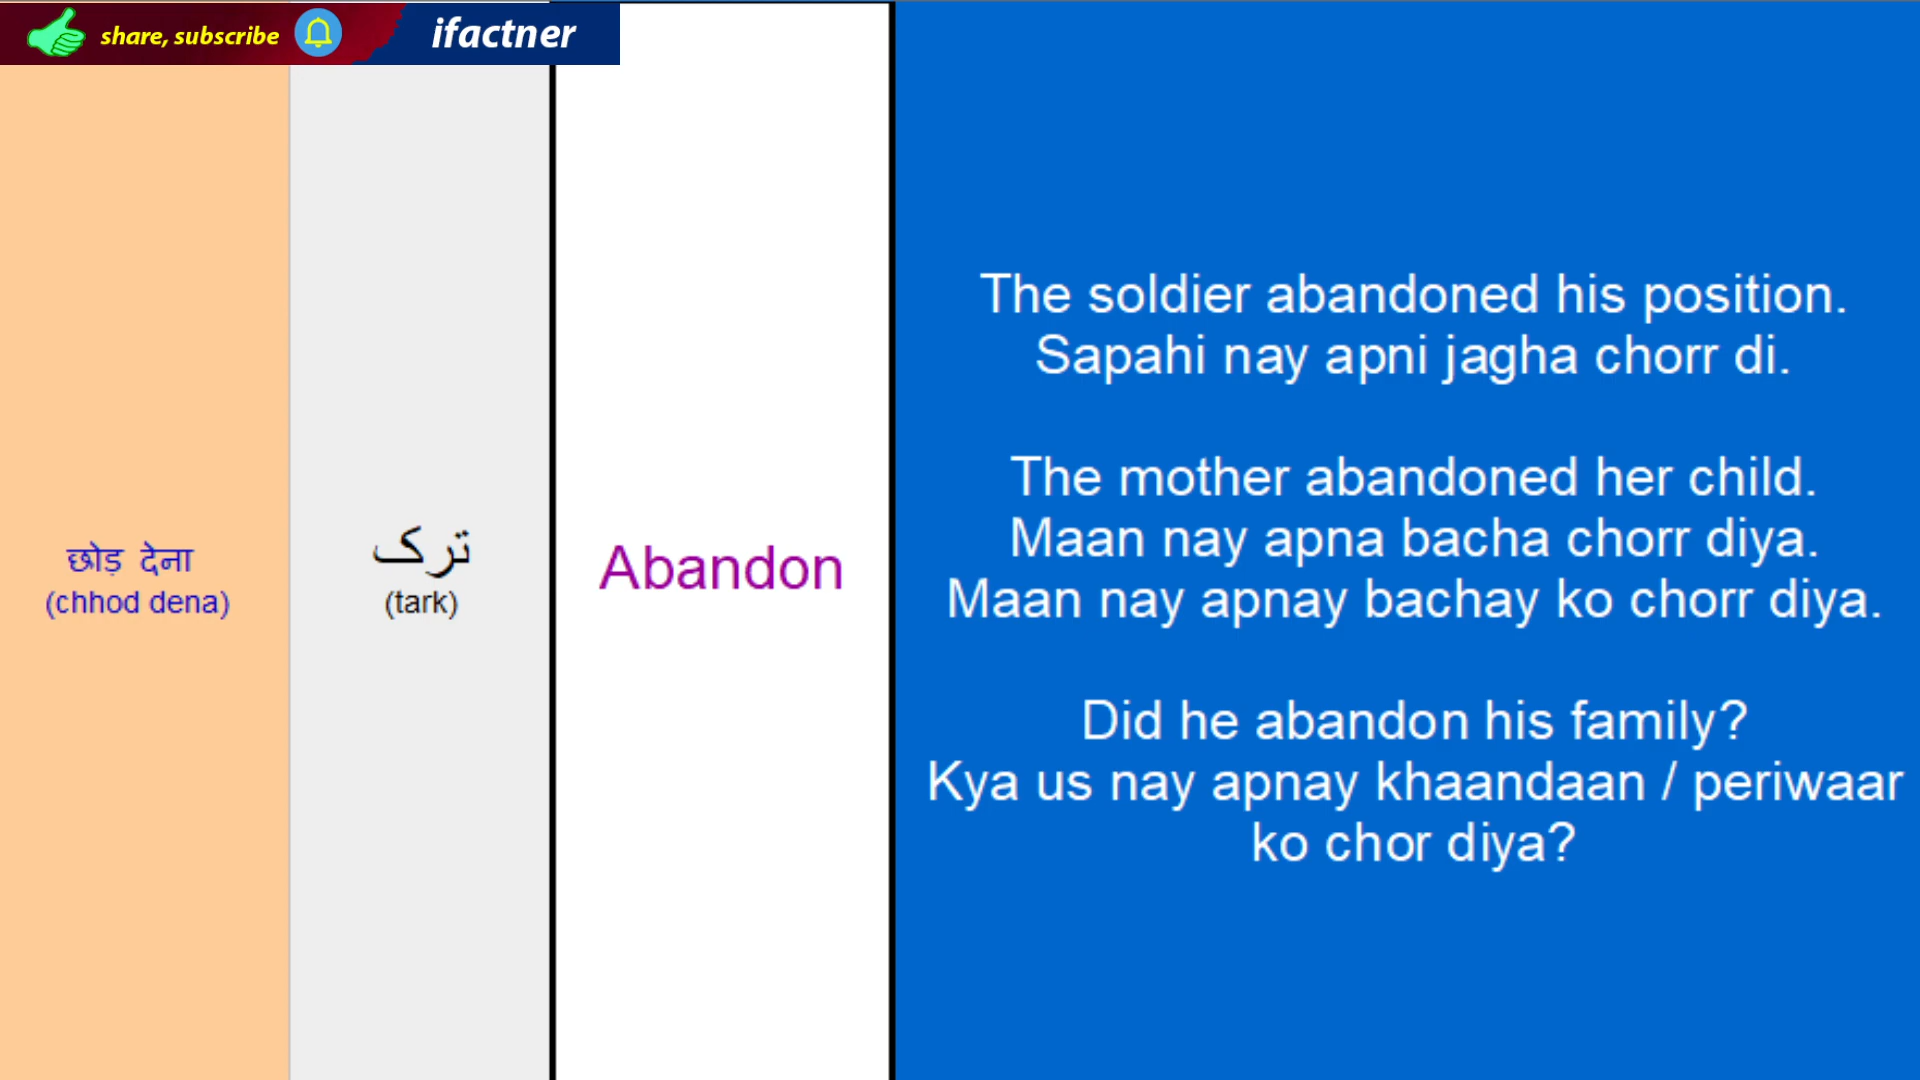 share, subscribe
ifactner
छोड़ देना
(chhod dena)
ترک
(tark)
Abandon
The soldier abandoned his position.
Sapahi nay apni jagha chorr di.
The mother abandoned her child.
Maan nay apna bacha chorr diya.
Maan nay apnay bachay ko chorr diya.
Did he abandon his family?
Kya us nay apnay khaandaan / periwaar
ko chor diya?